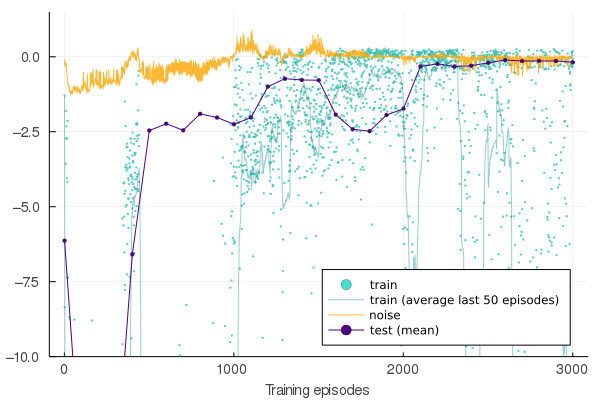 0.0
−2.5
−5.0
−7.5
−10.0
0
1000
2000
3000
Training episodes
train
train (average last 50 episodes)
noise
test (mean)